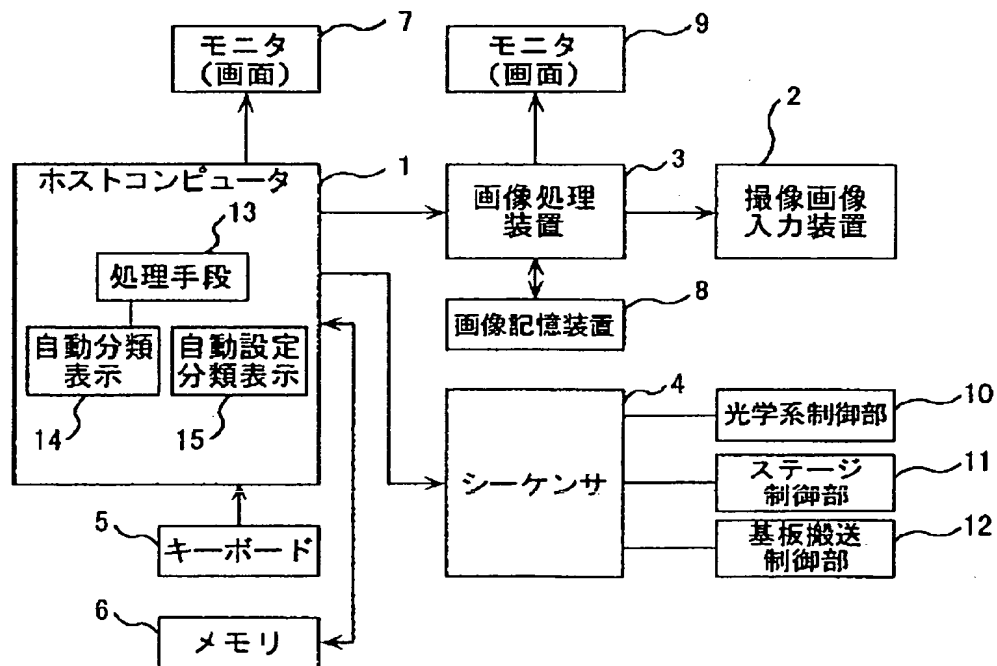 7
モニタ
(画面)
9
モニタ
(画面)
2
撮像画像
入力装置
ホストコンピュータ
1
3
画像処理
装置
13
処理手段
8
画像記憶装置
自動分類
表示
自動設定
分類表示
14
15
4
シーケンサ
光学系制御部
10
ステージ
制御部
11
基板搬送
制御部
12
5
キーボード
6
メモリ